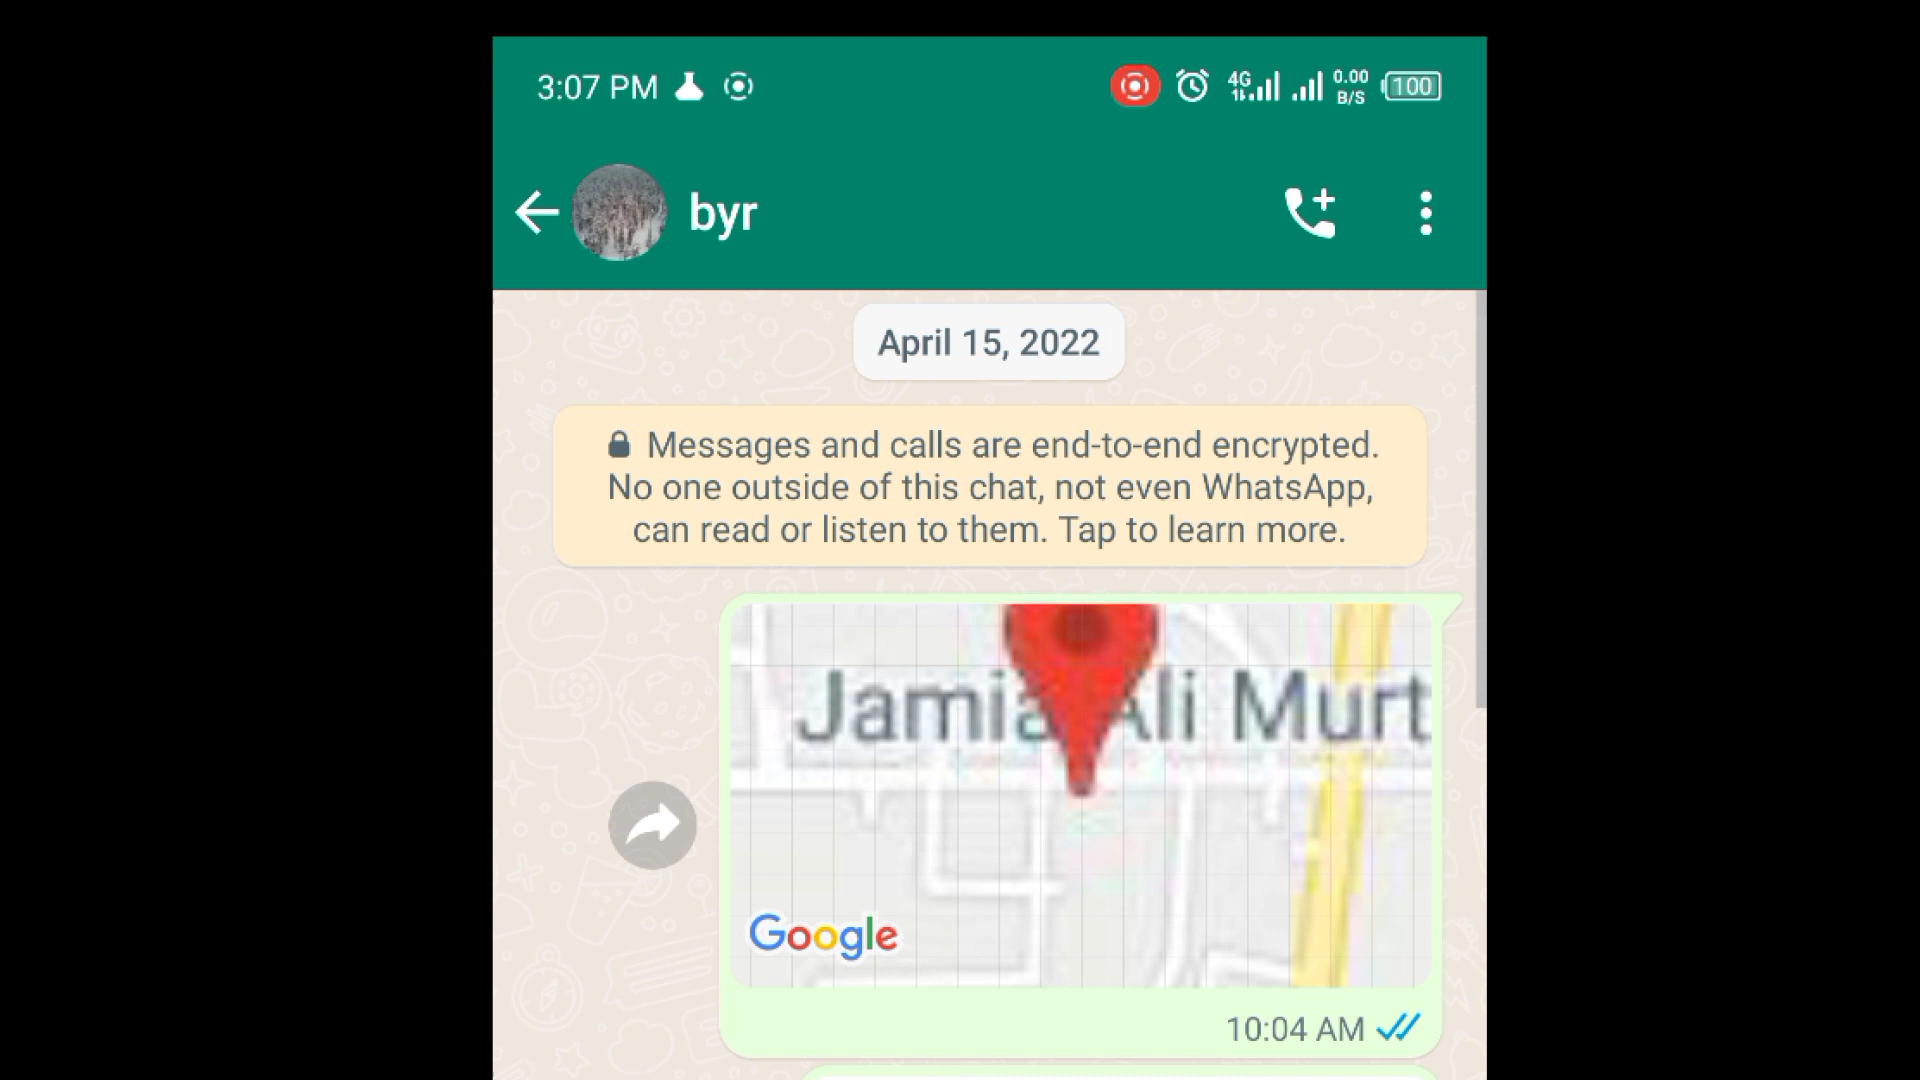 3:07 PM
4G
0.00
B/S
100
byr
April 15, 2022
Messages and calls are end-to-end encrypted.
No one outside of this chat, not even WhatsApp,
can read or listen to them. Tap to learn more.
Jamia Ali Murt
Google
10:04 AM